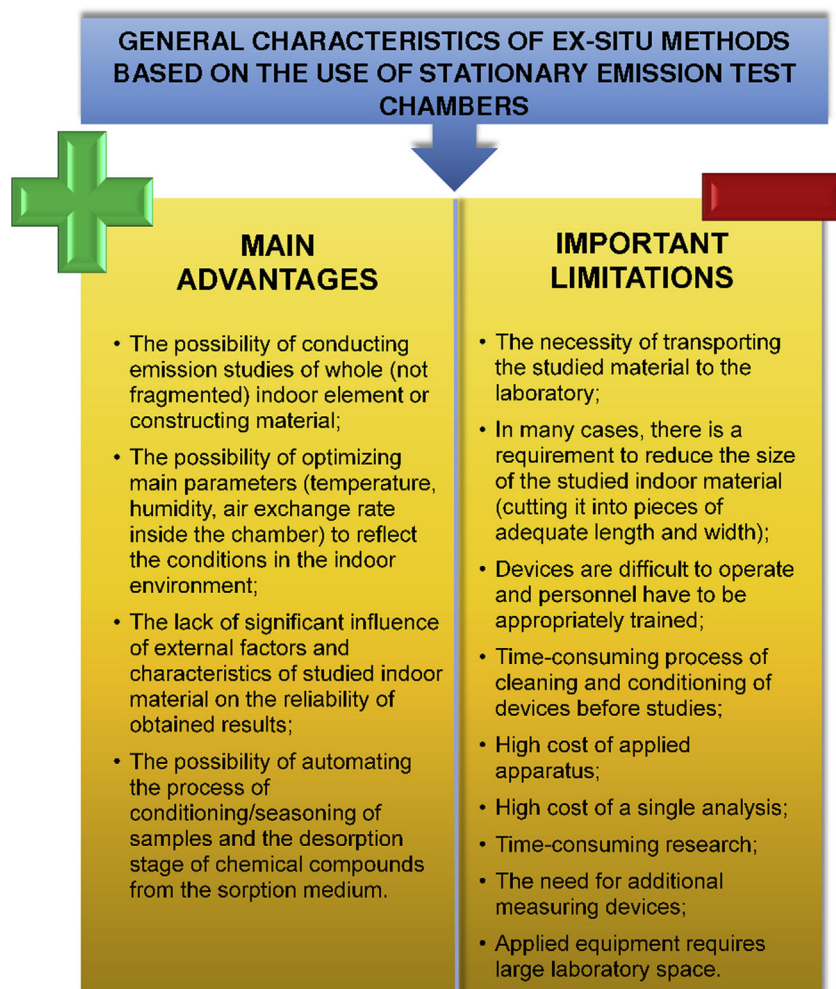 GENERAL CHARACTERISTICS OF EX-SITU METHODS
BASED ON THE USE OF STATIONARY EMISSION TEST
CHAMBERS
MAIN
ADVANTAGES
• The possibility of conducting
emission studies of whole (not
fragmented) indoor element or
constructing material;
• The possibility of optimizing
main parameters (temperature,
humidity, air exchange rate
inside the chamber) to reflect
the conditions in the indoor
environment;
• The lack of significant influence
of external factors and
characteristics of studied indoor
material on the reliability of
obtained results;
• The possibility of automating
the process of
conditioning/seasoning of
samples and the desorption
stage of chemical compounds
from the sorption medium.
IMPORTANT
LIMITATIONS
• The necessity of transporting
the studied material to the
laboratory;
• In many cases, there is a
requirement to reduce the size
of the studied indoor material
(cutting it into pieces of
adequate length and width);
• Devices are difficult to operate
and personnel have to be
appropriately trained;
• Time-consuming process of
cleaning and conditioning of
devices before studies;
• High cost of applied
apparatus;
• High cost of a single analysis;
• Time-consuming research;
• The need for additional
measuring devices;
• Applied equipment requires
large laboratory space.